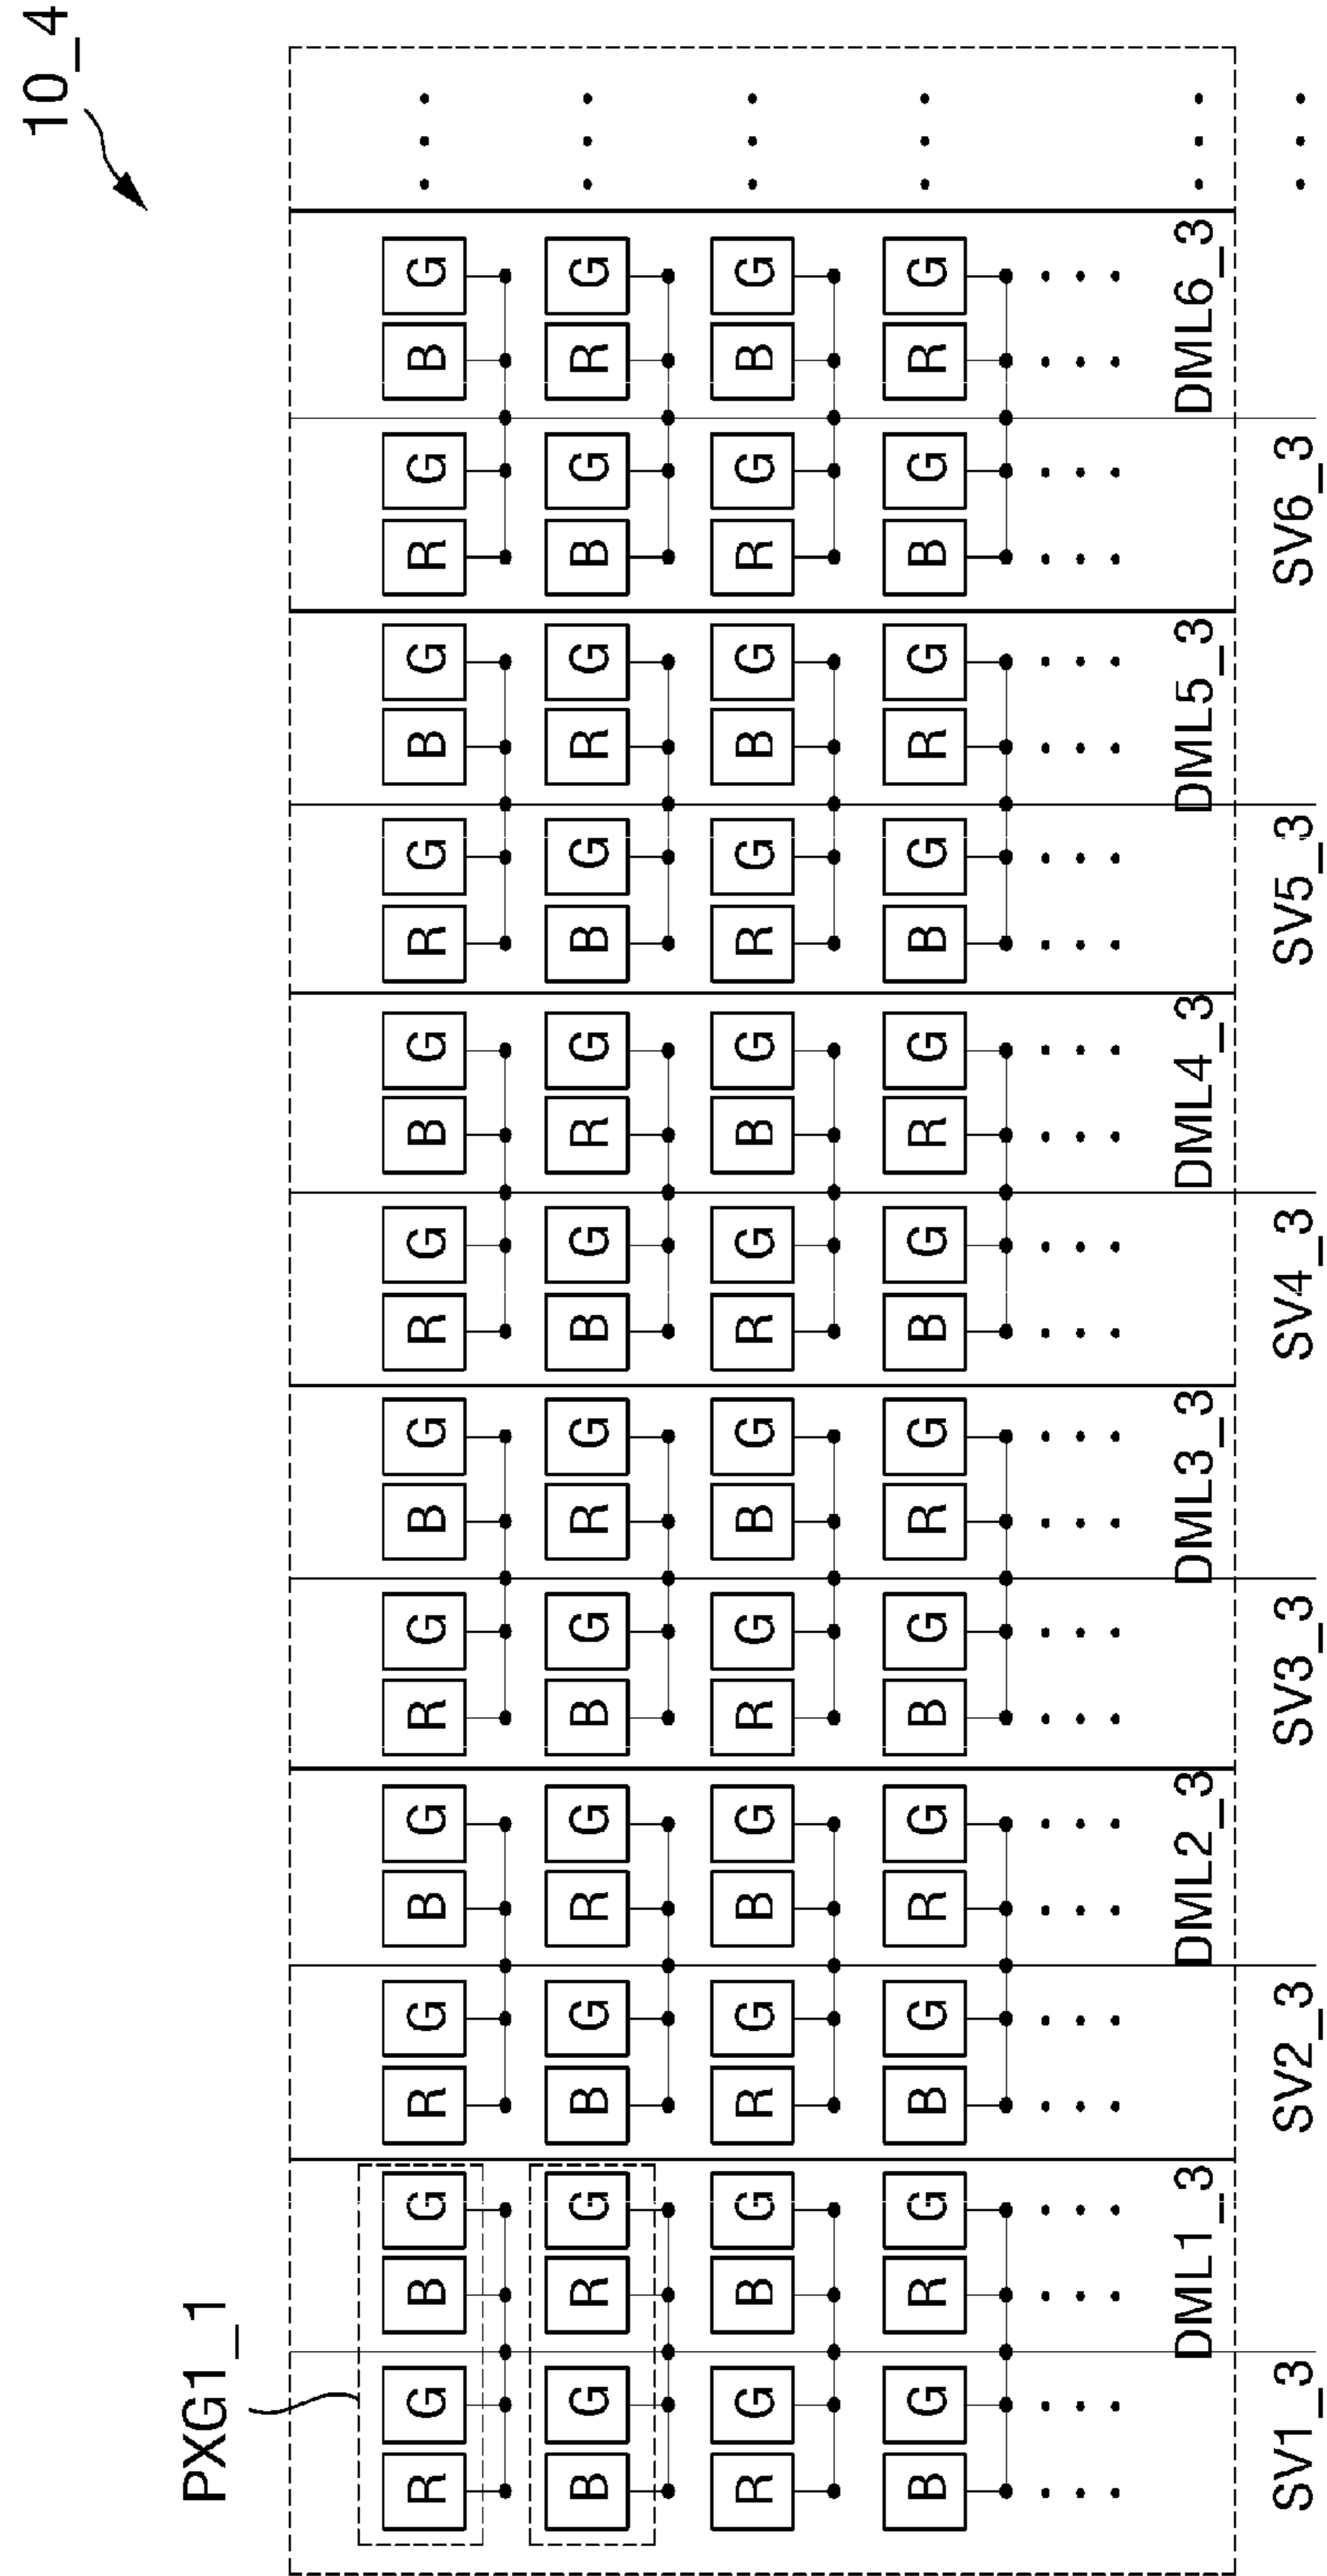 10_4
PXG1_1
R G B G R G B G R G B G R G B G R G B G R G B G
B G R G B G R G B G R G B G R G B G R G B G R G
R G B G R G B G R G B G R G B G R G B G R G B G
B G R G B G R G B G R G B G R G B G R G B G R G
DML1_3 DML2_3 DML3_3 DML4_3 DML5_3 DML6_3
SV1_3 SV2_3 SV3_3 SV4_3 SV5_3 SV6_3